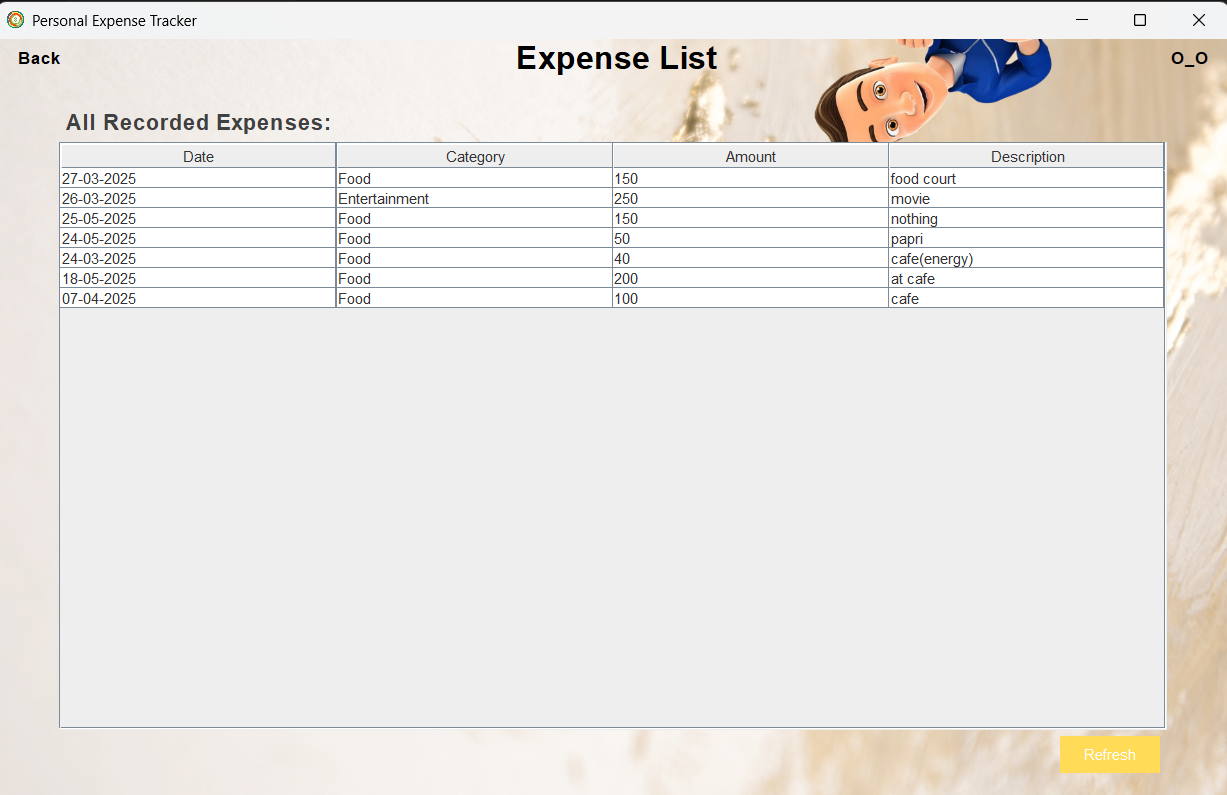 Personal Expense Tracker
Back Expense List O_O
All Recorded Expenses:
Date Category Amount Description
27-03-2025 Food 150 food court
26-03-2025 Entertainment 250 movie
25-05-2025 Food 150 nothing
24-05-2025 Food 50 papri
24-03-2025 Food 40 cafe(energy)
18-05-2025 Food 200 at cafe
07-04-2025 Food 100 cafe
Refresh